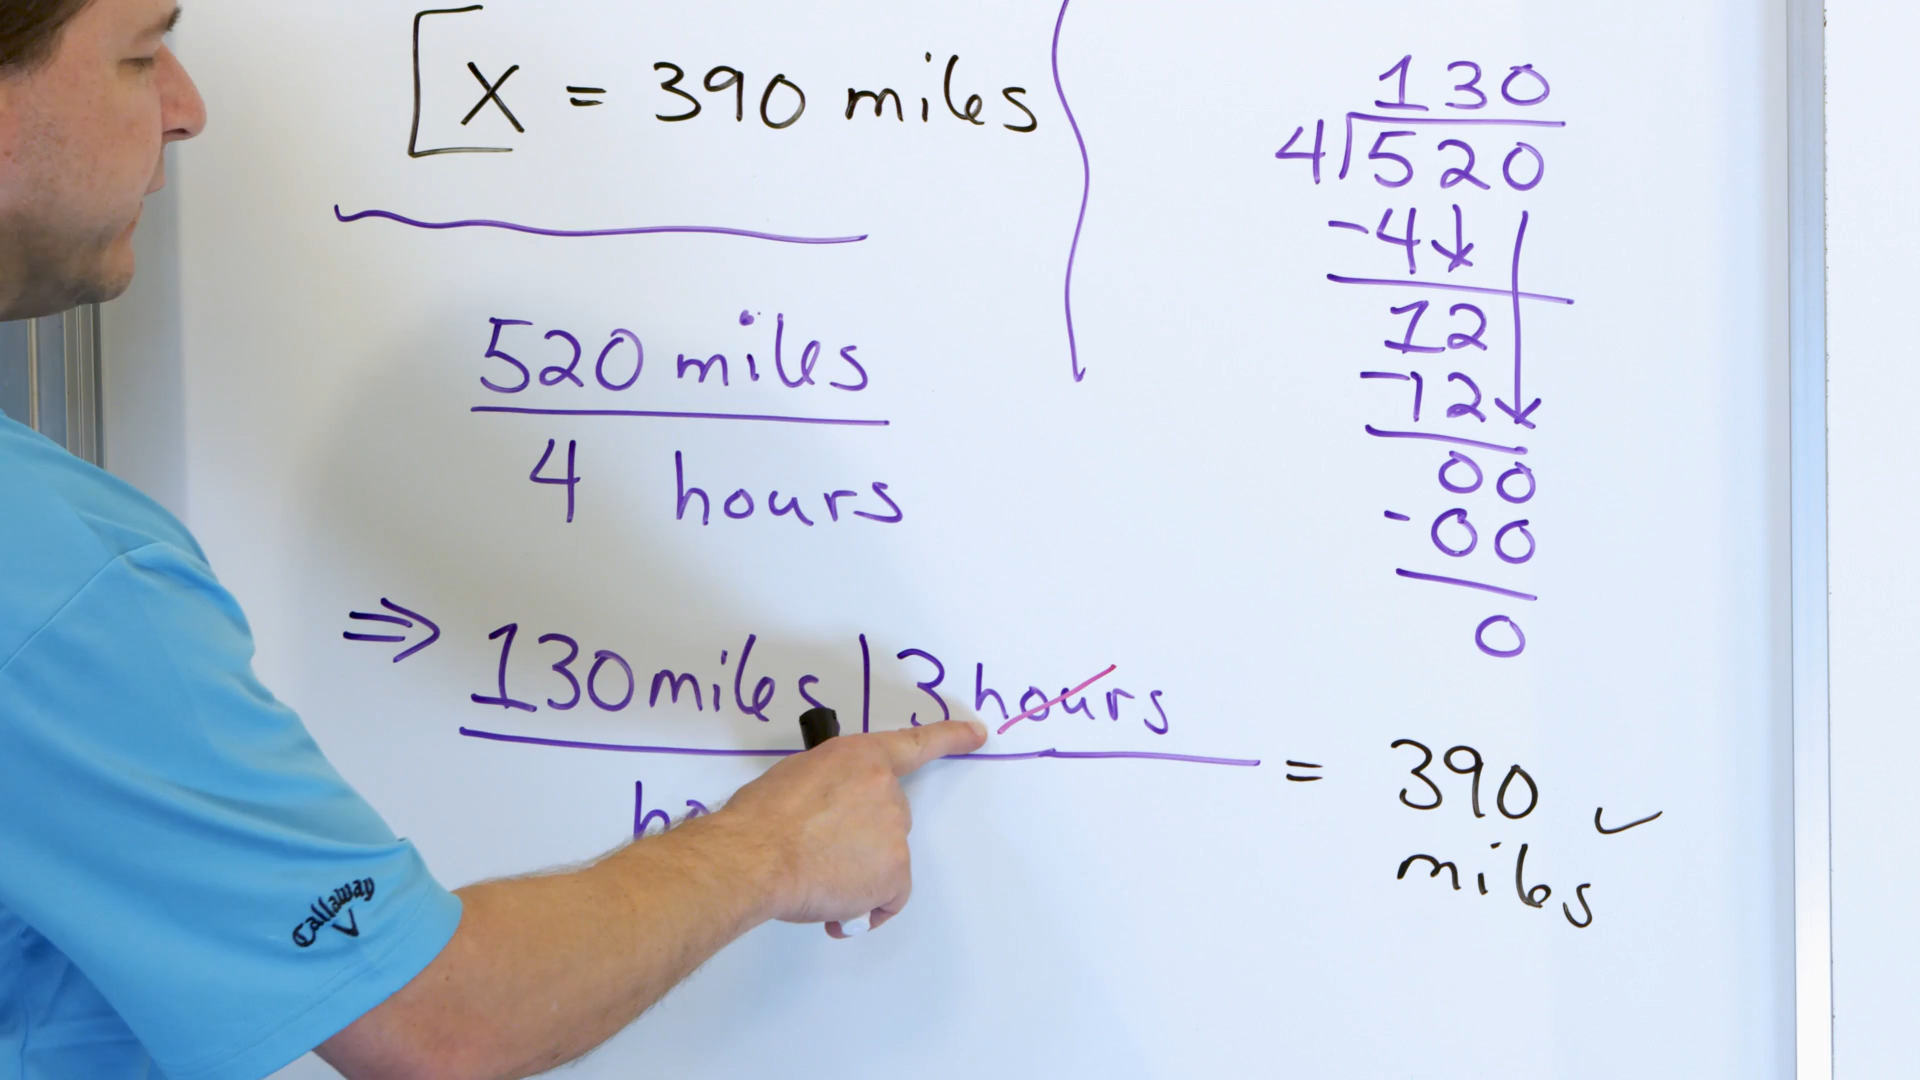 X = 390 miles
520 miles
4 hours
⇒ 130 miles | 3 hours
= 390 ✓
miles
130
4)520
-4↓
12
-12
00
-00
0
Callaway